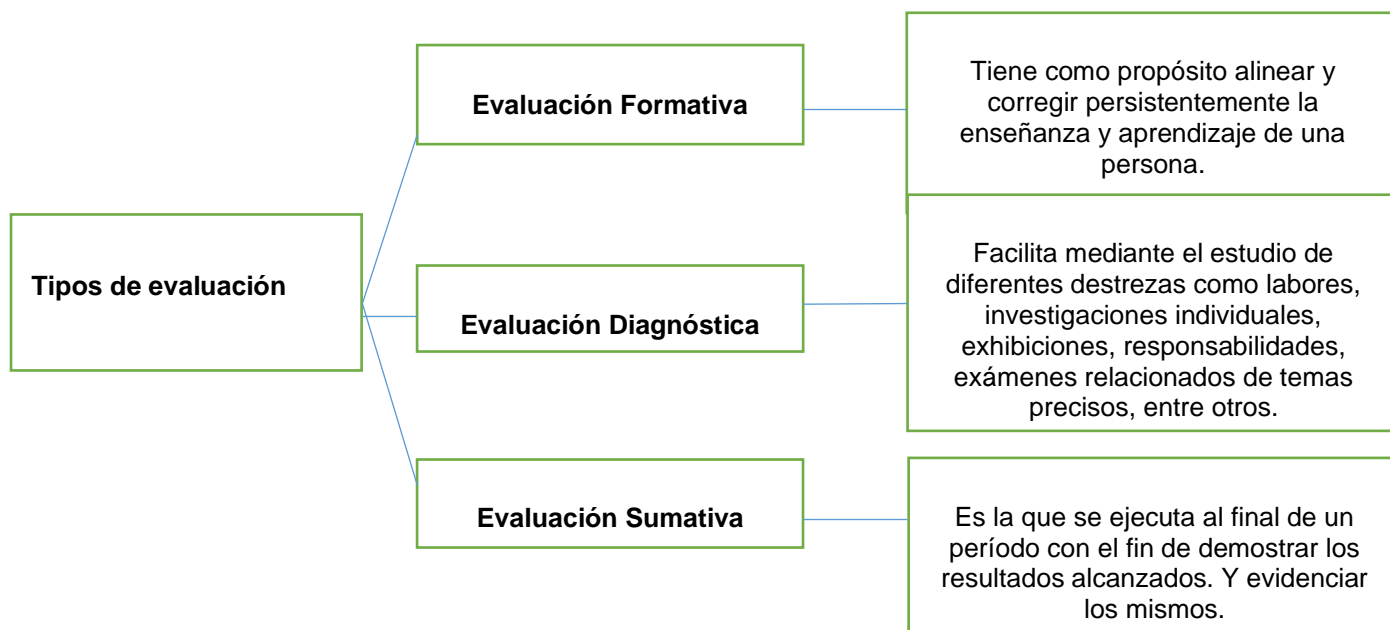 Tipos de evaluación
Evaluación Formativa
Tiene como propósito alinear y
corregir persistentemente la
enseñanza y aprendizaje de una
persona.
Evaluación Diagnóstica
Facilita mediante el estudio de
diferentes destrezas como labores,
investigaciones individuales,
exhibiciones, responsabilidades,
exámenes relacionados de temas
precisos, entre otros.
Evaluación Sumativa
Es la que se ejecuta al final de un
período con el fin de demostrar los
resultados alcanzados. Y evidenciar
los mismos.